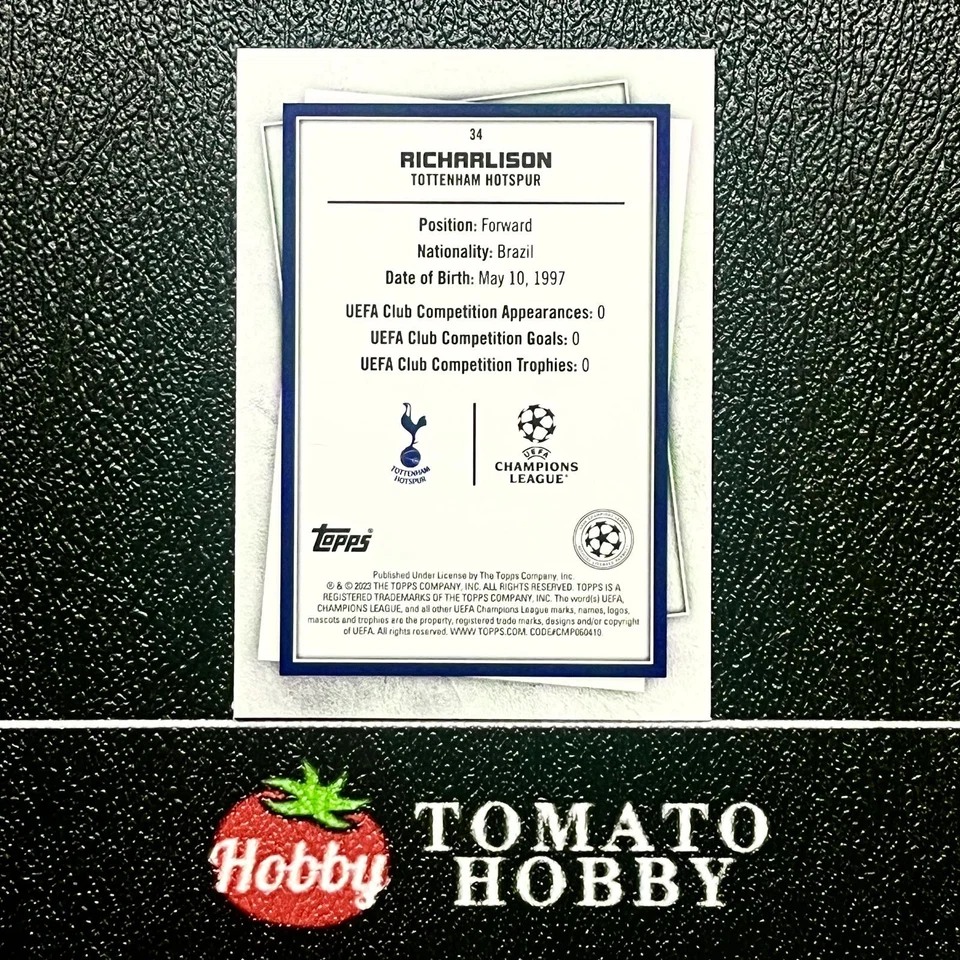 34
RICHARLISON
TOTTENHAM HOTSPUR
Position: Forward
Nationality: Brazil
Date of Birth: May 10, 1997
UEFA Club Competition Appearances: 0
UEFA Club Competition Goals: 0
UEFA Club Competition Trophies: 0
TOTTENHAM
HOTSPUR
UEFA
CHAMPIONS
LEAGUE®
Topps®
Published Under License by The Topps Company, Inc.
® & © 2023 THE TOPPS COMPANY, INC. ALL RIGHTS RESERVED. TOPPS IS A
REGISTERED TRADEMARKS OF THE TOPPS COMPANY, INC. The word(s) UEFA,
CHAMPIONS LEAGUE, and all other UEFA Champions League marks, names, logos,
mascots and trophies are the property, registered trade marks, designs and/or copyright
of UEFA. All rights reserved. WWW.TOPPS.COM. CODE#CMP060410
Hobby
TOMATO
HOBBY